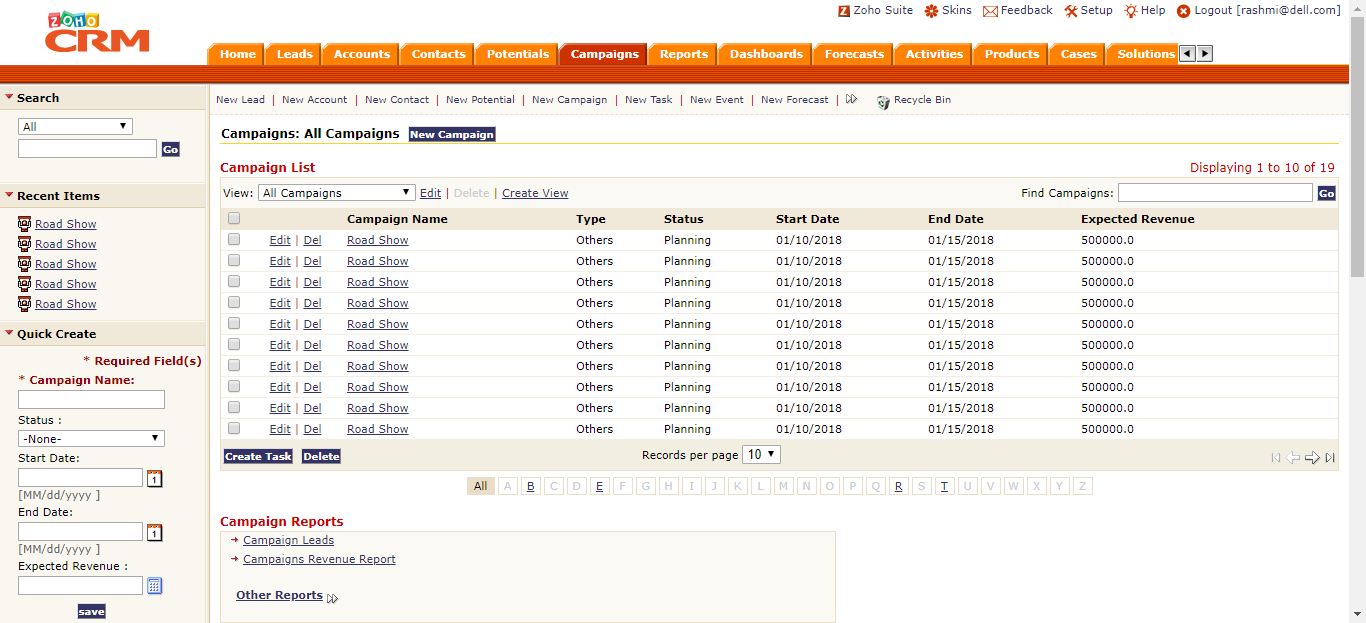 Zoho Suite Skins Feedback Setup Help Logout [rashmi@dell.com]
ZOHO
CRM
Home Leads Accounts Contacts Potentials Campaigns Reports Dashboards Forecasts Activities Products Cases Solutions
Search
All
Go
Recent Items
Road Show
Road Show
Road Show
Road Show
Road Show
Quick Create
* Required Field(s)
* Campaign Name:
Status :
-None-
Start Date:
1
[MM/dd/yyyy ]
End Date:
1
[MM/dd/yyyy ]
Expected Revenue :
save
New Lead | New Account | New Contact | New Potential | New Campaign | New Task | New Event | New Forecast | Recycle Bin
Campaigns: All Campaigns New Campaign
Campaign List Displaying 1 to 10 of 19
View: All Campaigns Edit | Delete | Create View Find Campaigns: Go
Campaign Name Type Status Start Date End Date Expected Revenue
Edit | Del Road Show Others Planning 01/10/2018 01/15/2018 500000.0
Edit | Del Road Show Others Planning 01/10/2018 01/15/2018 500000.0
Edit | Del Road Show Others Planning 01/10/2018 01/15/2018 500000.0
Edit | Del Road Show Others Planning 01/10/2018 01/15/2018 500000.0
Edit | Del Road Show Others Planning 01/10/2018 01/15/2018 500000.0
Edit | Del Road Show Others Planning 01/10/2018 01/15/2018 500000.0
Edit | Del Road Show Others Planning 01/10/2018 01/15/2018 500000.0
Edit | Del Road Show Others Planning 01/10/2018 01/15/2018 500000.0
Edit | Del Road Show Others Planning 01/10/2018 01/15/2018 500000.0
Edit | Del Road Show Others Planning 01/10/2018 01/15/2018 500000.0
Create Task Delete Records per page 10
All A B C D E F G H I J K L M N O P Q R S T U V W X Y Z
Campaign Reports
Campaign Leads
Campaigns Revenue Report
Other Reports